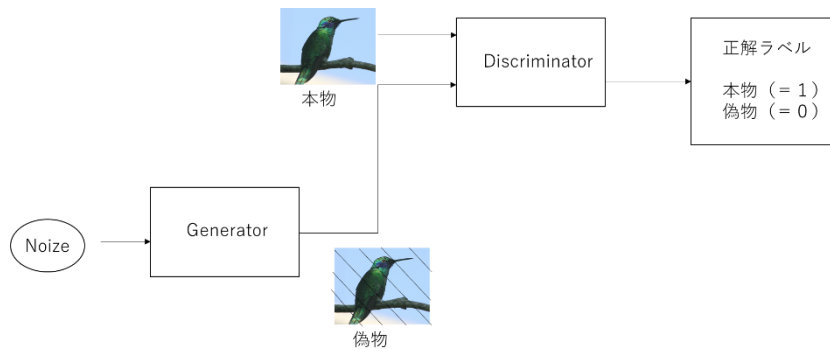 本物
Discriminator
正解ラベル
本物（＝１）
偽物（＝０）
Generator
Noize
偽物